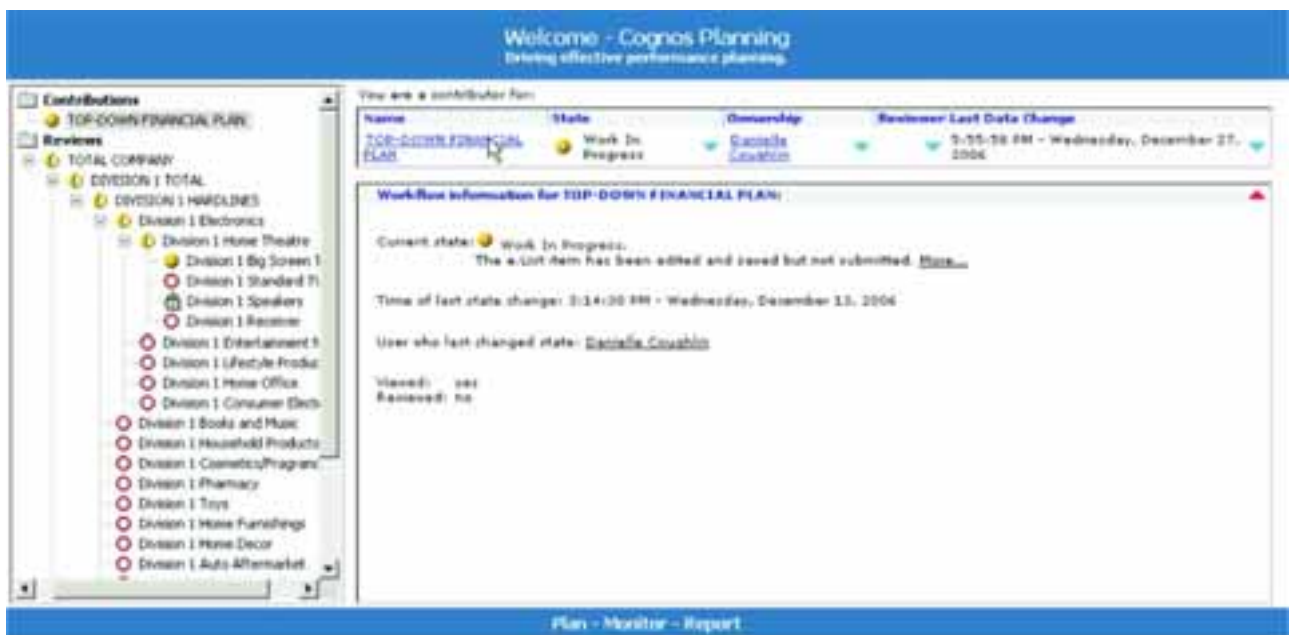 Welcome - Cognos Planning
Driving effective performance planning.
Contributions
TOP-DOWN FINANCIAL PLAN
Reviews
TOTAL COMPANY
DIVISION 1 TOTAL
DIVISION 1 HARDLINES
Division 1 Electronics
Division 1 Home Theatre
Division 1 Big Screen T
Division 1 Standard T
Division 1 Speakers
Division 1 Receiver
Division 1 Entertainment
Division 1 Lifestyle Produc
Division 1 Home Office
Division 1 Consumer Elect
Division 1 Books and Music
Division 1 Household Products
Division 1 Cosmetics/Fragranc
Division 1 Pharmacy
Division 1 Toys
Division 1 Home Furnishings
Division 1 Home Decor
Division 1 Auto Aftermarket
You are a contributor for:
Name State Ownership Reviewer Last Data Change
TOP-DOWN FINANCIAL Work In Danielle Wednesday, December 27,
PLAN Progress Coughlin 2006
Workflow information for TOP-DOWN FINANCIAL PLAN:
Current state: Work In Progress.
The e.List item has been edited and saved but not submitted. More...
Time of last state change: 3:14:30 PM - Wednesday, December 13, 2006
User who last changed state: Danielle Coughlin
Viewed: yes
Reviewed: no
Plan - Monitor - Report